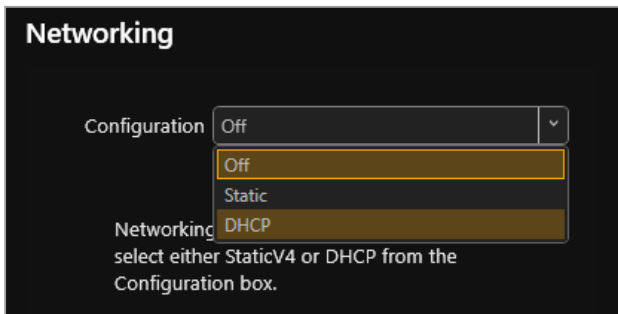 Networking
Configuration Off
Off
Static
DHCP
Networking
select either StaticV4 or DHCP from the
Configuration box.